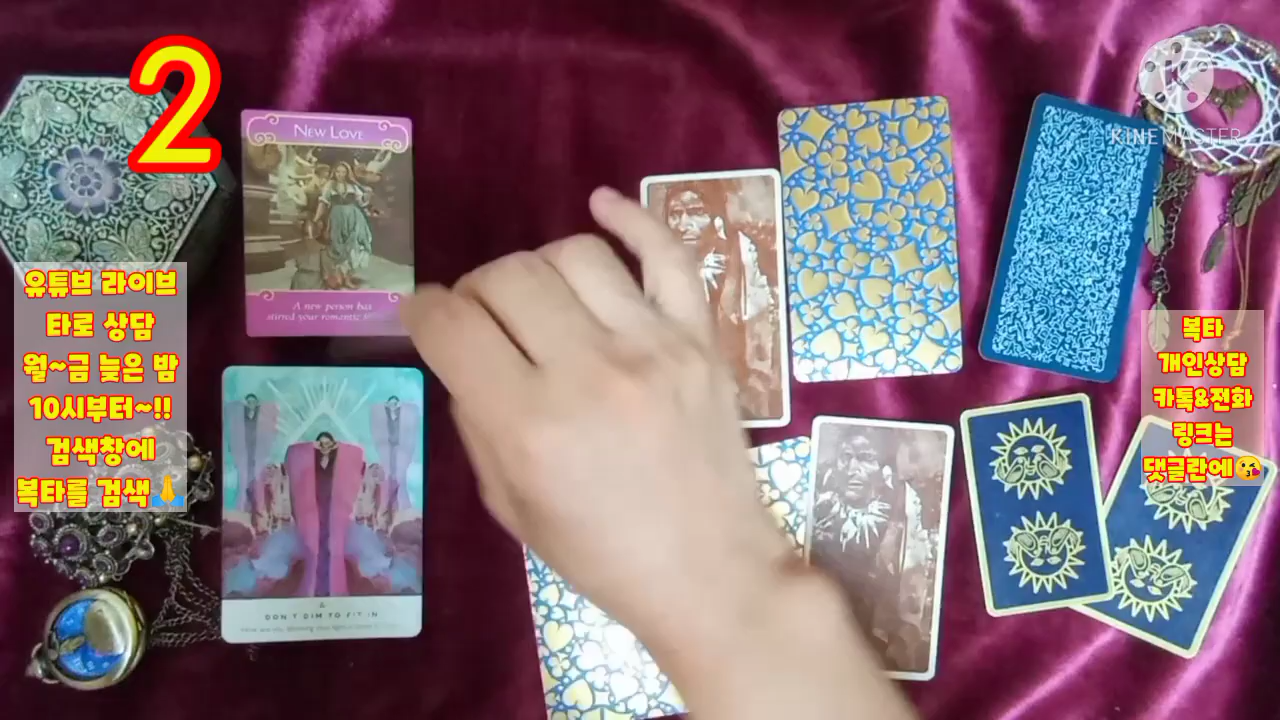 2
NEW LOVE
A new person has
stirred your romantic
유튜브 라이브
타로 상담
월~금 늦은 밤
10시부터~!!
검색창에
복타를 검색🙏
DON'T DIM TO FIT IN
KINEMASTER
복타
개인상담
카톡&전화
링크는
댓글란에😘